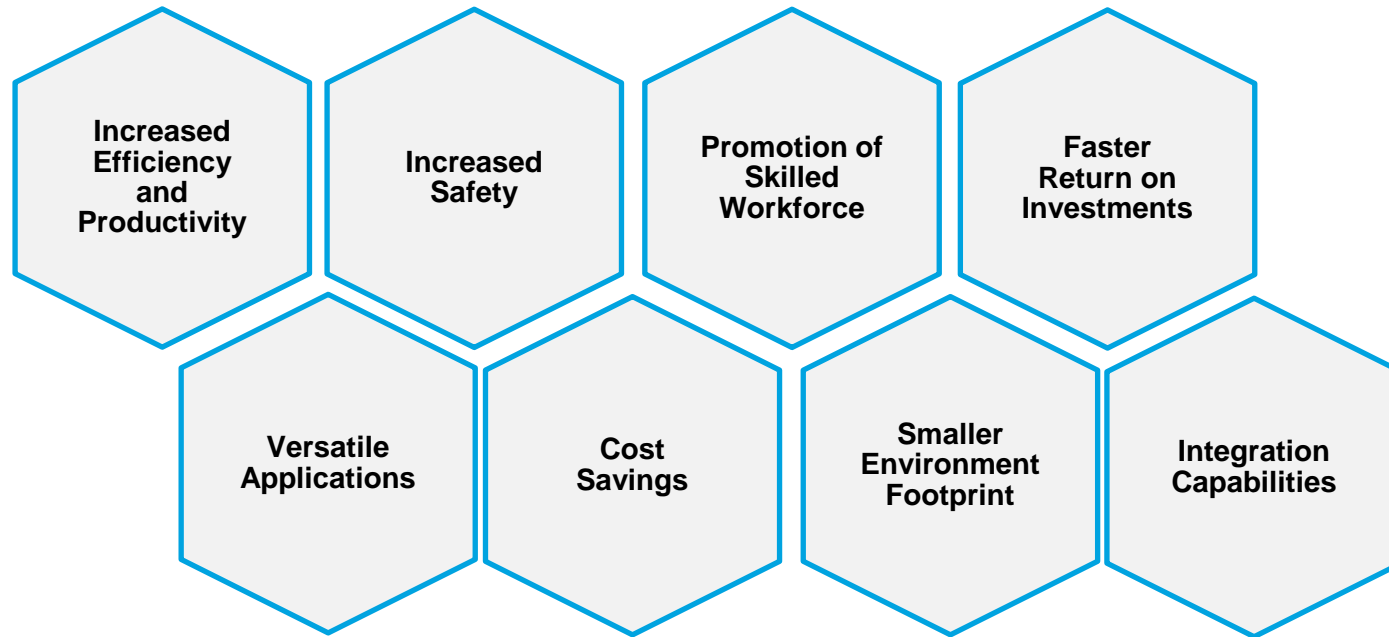 Increased
Efficiency
and
Productivity
Increased
Safety
Promotion of
Skilled
Workforce
Faster
Return on
Investments
Versatile
Applications
Cost
Savings
Smaller
Environment
Footprint
Integration
Capabilities